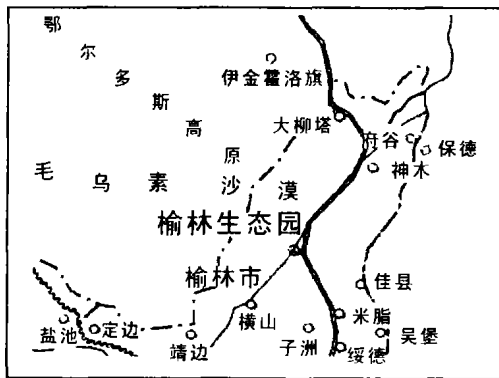 鄂尔多斯高原
伊金霍洛旗
大柳塔
府谷
保德
神木
毛乌素沙漠
榆林生态园
榆林市
佳县
横山
米脂
吴堡
盐池
定边
靖边
子洲
绥德